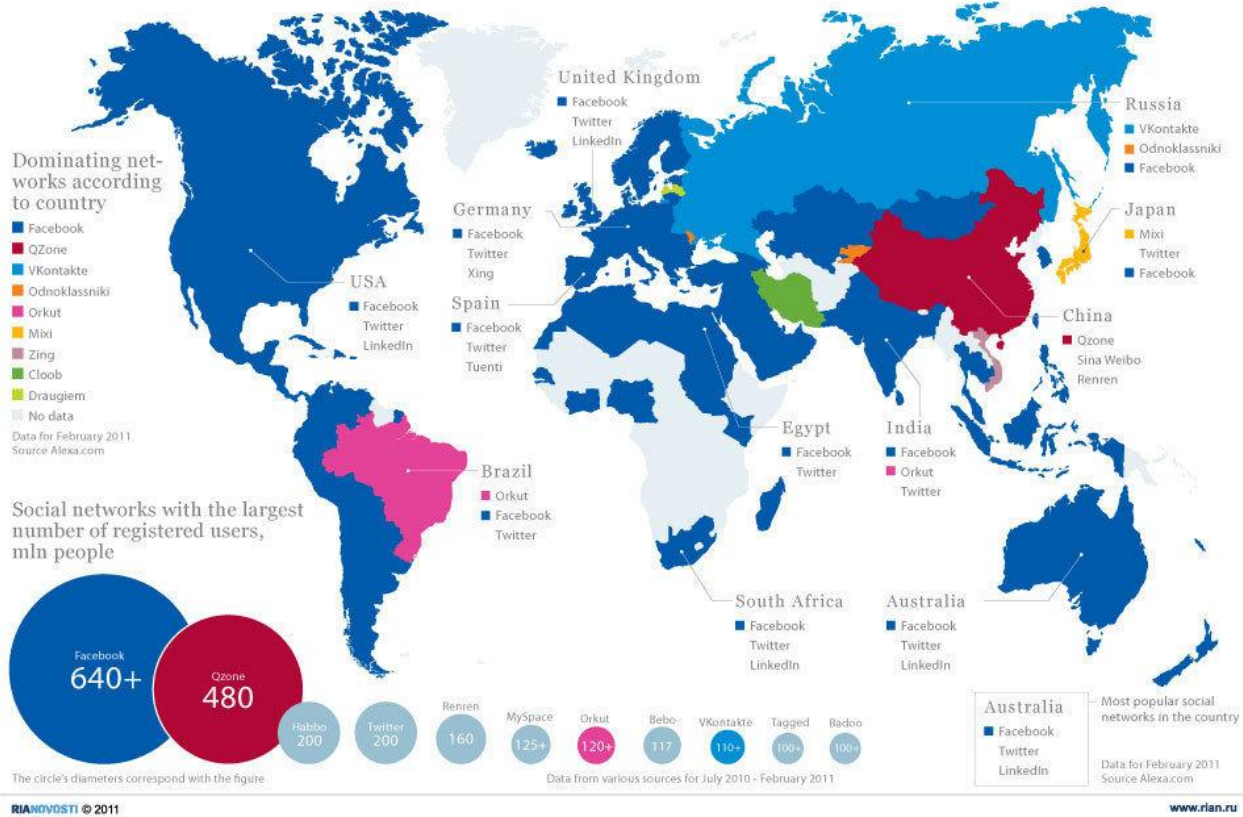 Dominating net-
works according
to country
Facebook
QZone
VKontakte
Odnoklassniki
Orkut
Mixi
Zing
Cloob
Draugiem
No data
Data for February 2011
Source Alexa.com
USA
Facebook
Twitter
LinkedIn
United Kingdom
Facebook
Twitter
LinkedIn
Germany
Facebook
Twitter
Xing
Spain
Facebook
Twitter
Tuenti
Russia
VKontakte
Odnoklassniki
Facebook
Japan
Mixi
Twitter
Facebook
China
Qzone
Sina Weibo
Renren
Egypt
Facebook
Twitter
India
Facebook
Orkut
Twitter
Brazil
Orkut
Facebook
Twitter
South Africa
Facebook
Twitter
LinkedIn
Australia
Facebook
Twitter
LinkedIn
Social networks with the largest
number of registered users,
mln people
Facebook
640+
Qzone
480
Habbo
200
Twitter
200
Renren
160
MySpace
125+
Orkut
120+
Bebo
117
VKontakte
110+
Tagged
100+
Badoo
100+
The circle's diameters correspond with the figure
Data from various sources for July 2010 - February 2011
Australia
Facebook
Twitter
LinkedIn
Most popular social
networks in the country
Data for February 2011
Source Alexa.com
RIANOVOSTI © 2011
www.rian.ru